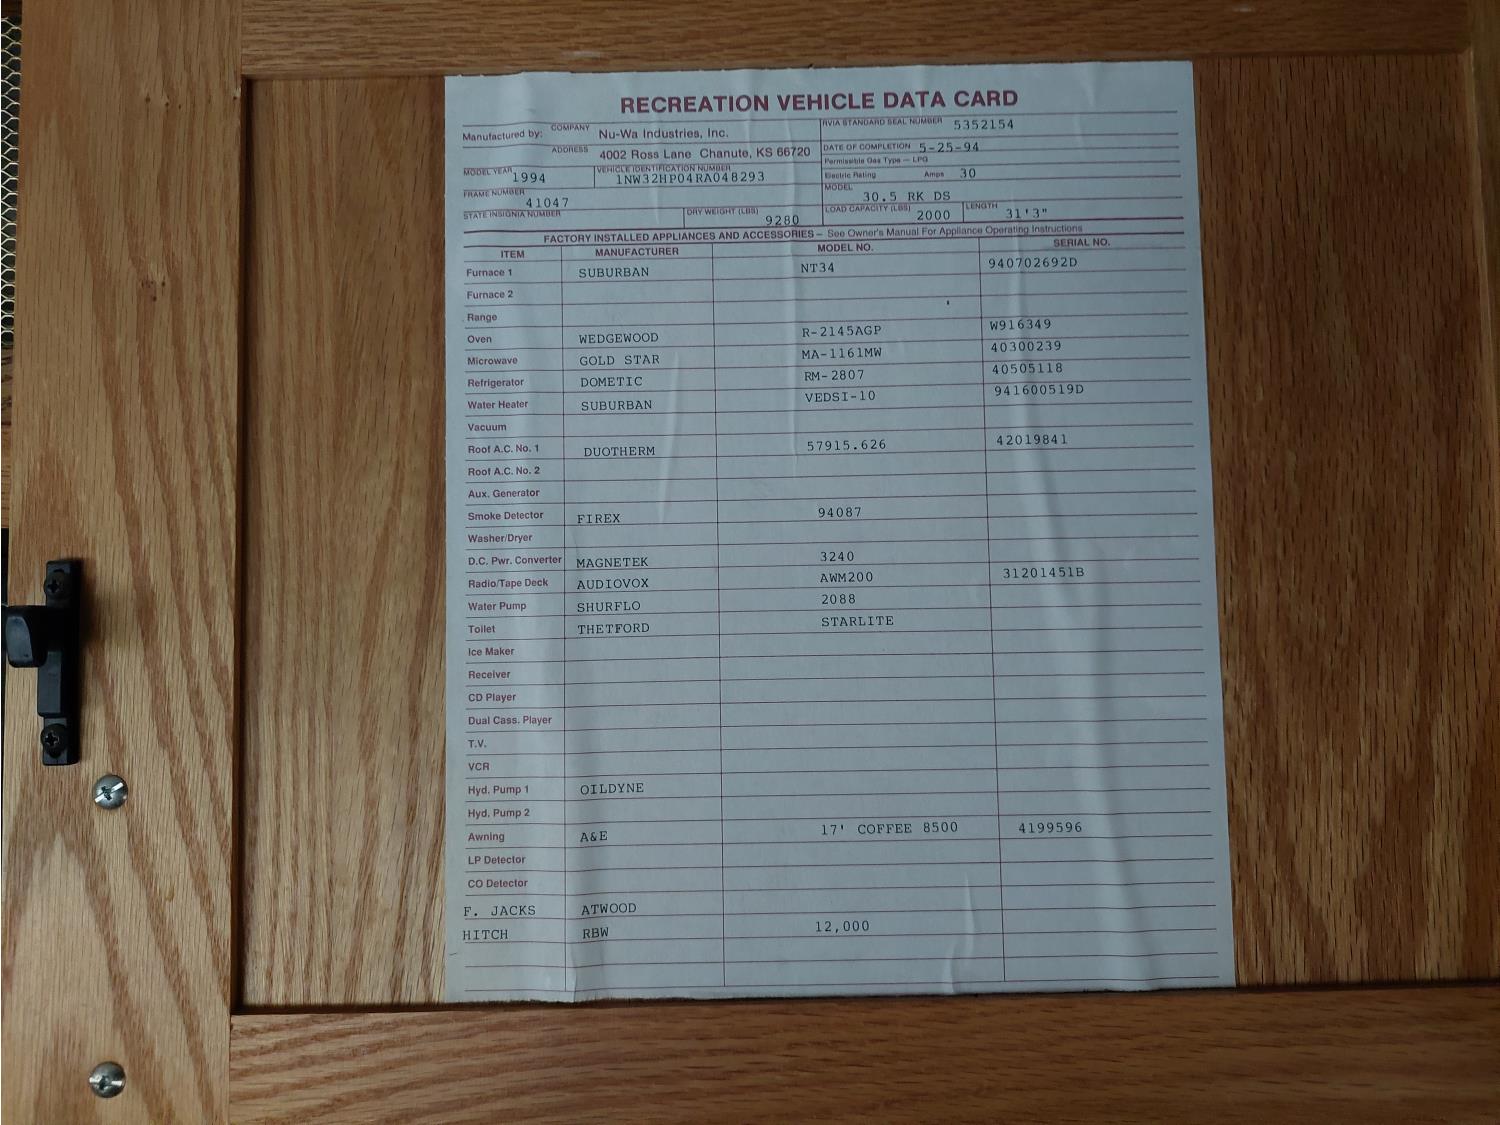 RECREATION VEHICLE DATA CARD
Manufactured by: COMPANY Nu-Wa Industries, Inc.
RVIA STANDARD SEAL NUMBER 5352154
ADDRESS 4002 Ross Lane Chanute, KS 66720
DATE OF COMPLETION 5-25-94
Permissible Gas Type — LPG
MODEL YEAR 1994 VEHICLE IDENTIFICATION NUMBER 1NW32HP04RA048293
Electric Rating Amps 30
FRAME NUMBER 41047
MODEL 30.5 RK DS
STATE INSIGNIA NUMBER DRY WEIGHT (LBS) 9280 LOAD CAPACITY (LBS) 2000 LENGTH 31'3"
FACTORY INSTALLED APPLIANCES AND ACCESSORIES — See Owner's Manual For Appliance Operating Instructions
ITEM MANUFACTURER MODEL NO. SERIAL NO.
Furnace 1 SUBURBAN NT34 940702692D
Furnace 2
Range
Oven WEDGEWOOD R-2145AGP W916349
Microwave GOLD STAR MA-1161MW 40300239
Refrigerator DOMETIC RM-2807 40505118
Water Heater SUBURBAN VEDSI-10 941600519D
Vacuum
Roof A.C. No. 1 DUOTHERM 57915.626 42019841
Roof A.C. No. 2
Aux. Generator
Smoke Detector FIREX 94087
Washer/Dryer
D.C. Pwr. Converter MAGNETEK 3240
Radio/Tape Deck AUDIOVOX AWM200 31201451B
Water Pump SHURFLO 2088
Toilet THETFORD STARLITE
Ice Maker
Receiver
CD Player
Dual Cass. Player
T.V.
VCR
Hyd. Pump 1 OILDYNE
Hyd. Pump 2
Awning A&E 17' COFFEE 8500 4199596
LP Detector
CO Detector
F. JACKS ATWOOD
HITCH RBW 12,000